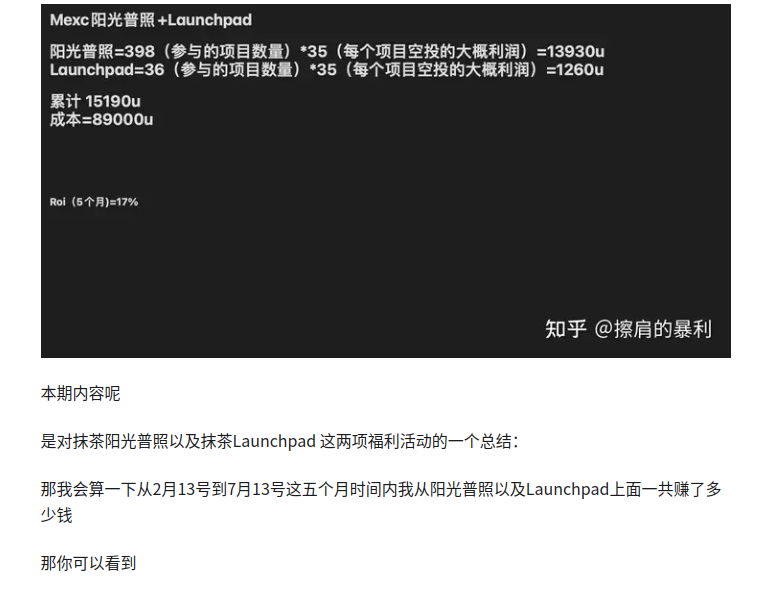 Mexc阳光普照+Launchpad
阳光普照=398（参与的项目数量）*35（每个项目空投的大概利润）=13930u
Launchpad=36（参与的项目数量）*35（每个项目空投的大概利润）=1260u
累计 15190u
成本=89000u
Roi（5个月)=17%
知乎 @擦肩的暴利
本期内容呢
是对抹茶阳光普照以及抹茶Launchpad 这两项福利活动的一个总结：
那我会算一下从2月13号到7月13号这五个月时间内我从阳光普照以及Launchpad上面一共赚了多
少钱
那你可以看到